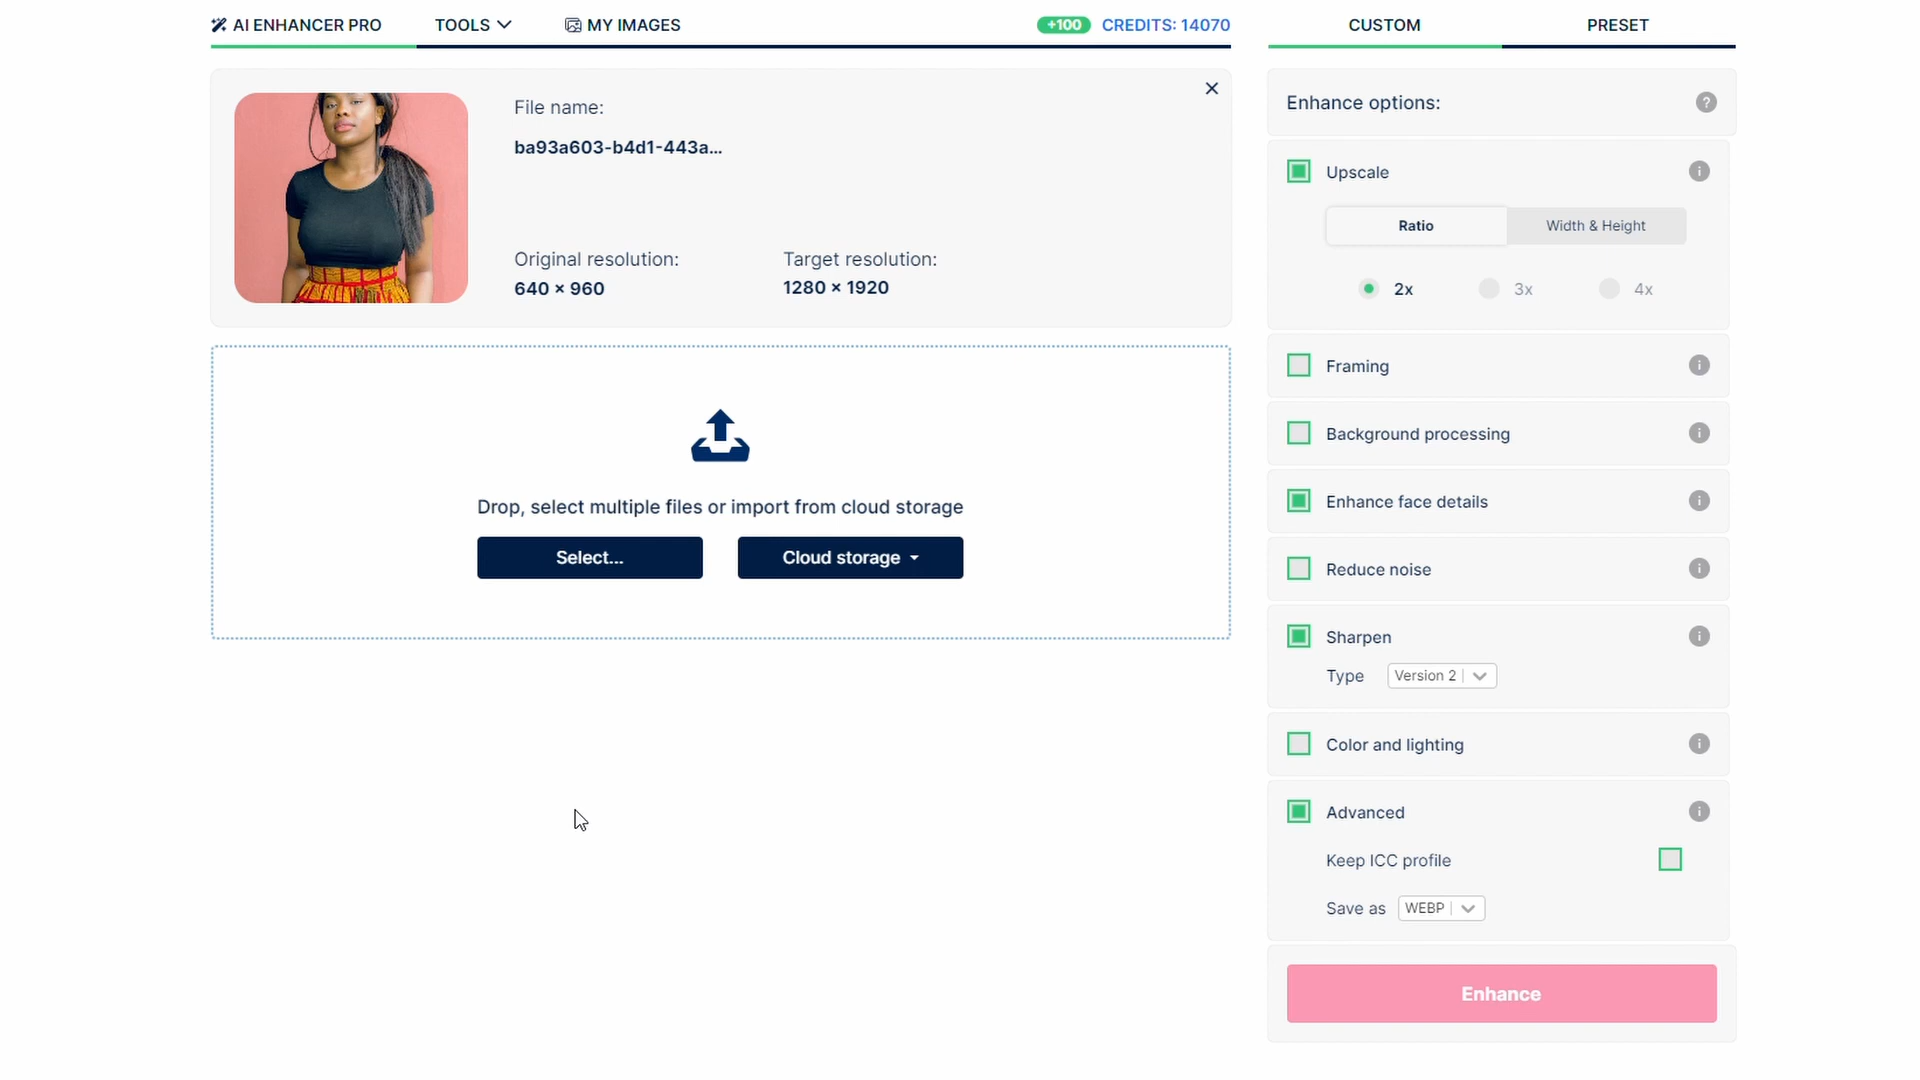 AI ENHANCER PRO
TOOLS
MY IMAGES
+100
CREDITS: 14070
CUSTOM
PRESET
File name:
ba93a603-b4d1-443a...
Original resolution:
640 × 960
Target resolution:
1280 × 1920
Drop, select multiple files or import from cloud storage
Select...
Cloud storage
Enhance options:
?
Upscale
i
Ratio
Width & Height
2x
3x
4x
Framing
i
Background processing
i
Enhance face details
i
Reduce noise
i
Sharpen
i
Type
Version 2
Color and lighting
i
Advanced
i
Keep ICC profile
Save as
WEBP
Enhance